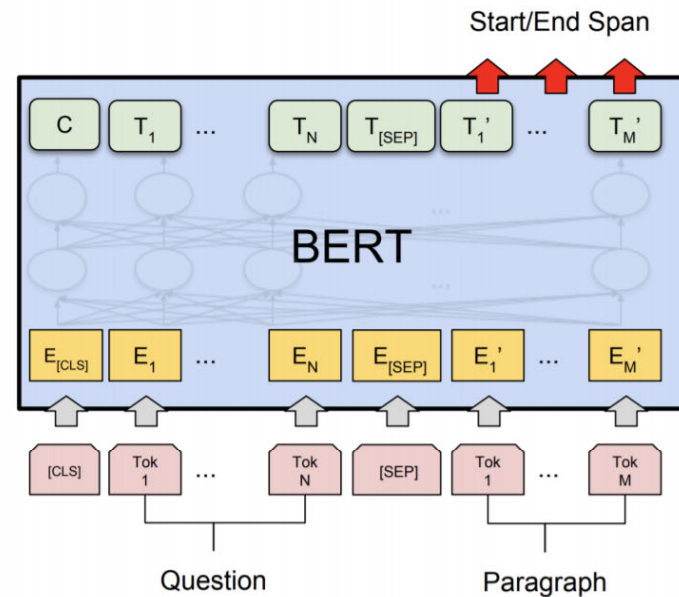 Start/End Span
C T1 ... TN T[SEP] T1' ... TM'
...
BERT
...
E[CLS] E1 ... EN E[SEP] E1' ... EM'
[CLS] Tok 1 ... Tok N [SEP] Tok 1 ... Tok M
Question Paragraph